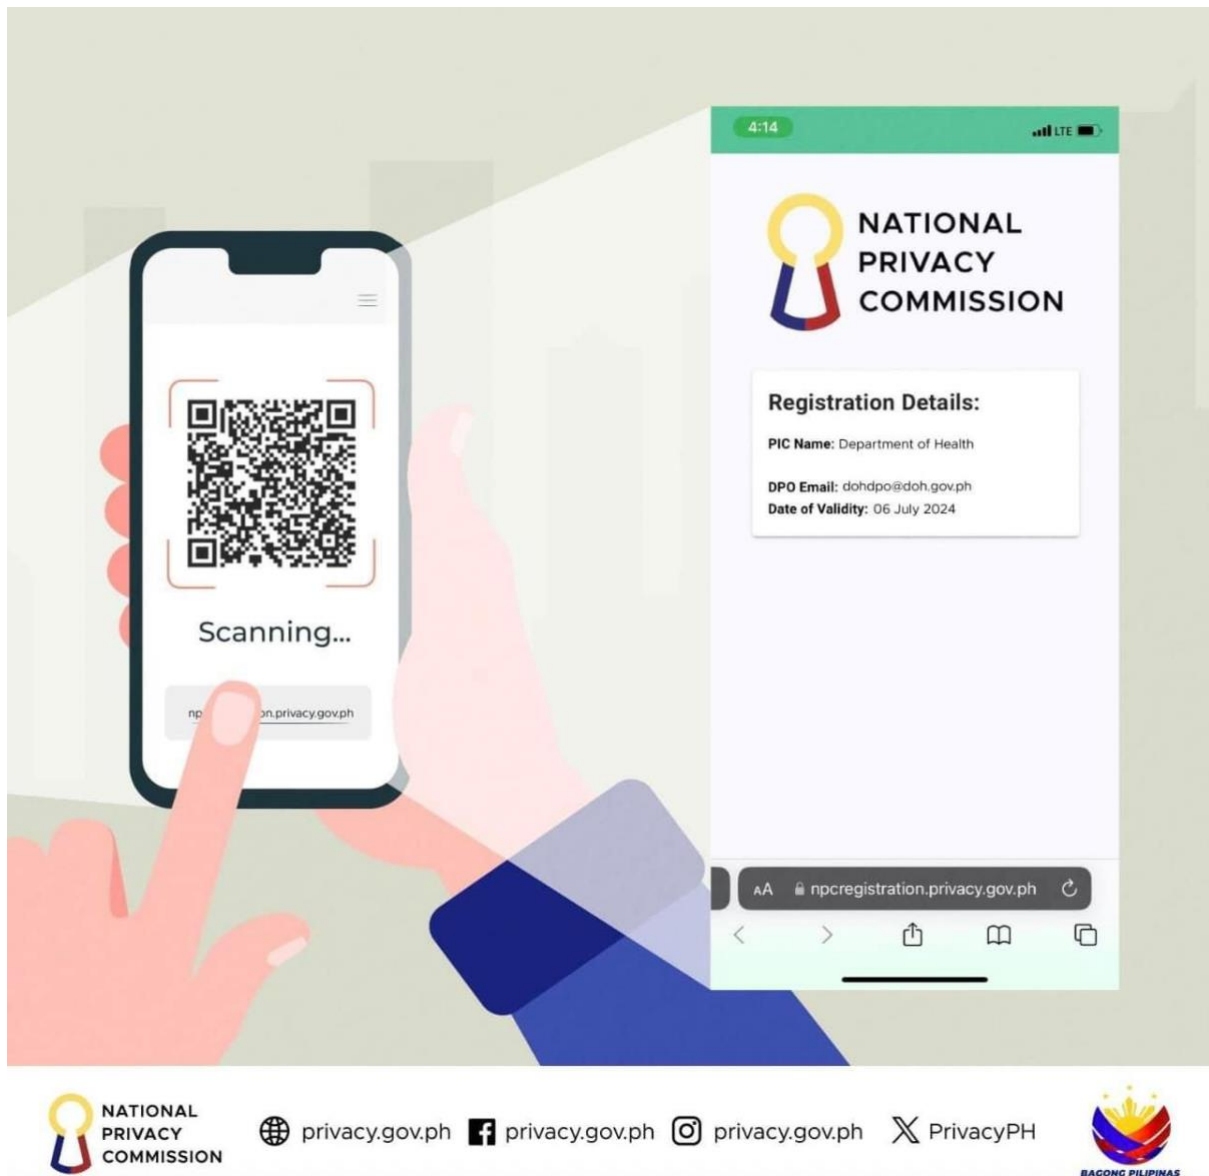 4:14
LTE
NATIONAL
PRIVACY
COMMISSION
Registration Details:
PIC Name: Department of Health
DPO Email: dohdpo@doh.gov.ph
Date of Validity: 06 July 2024
Scanning...
on.privacy.gov.ph
AA npcregistration.privacy.gov.ph
NATIONAL
PRIVACY
COMMISSION
privacy.gov.ph privacy.gov.ph privacy.gov.ph PrivacyPH
BAGONG PILIPINAS